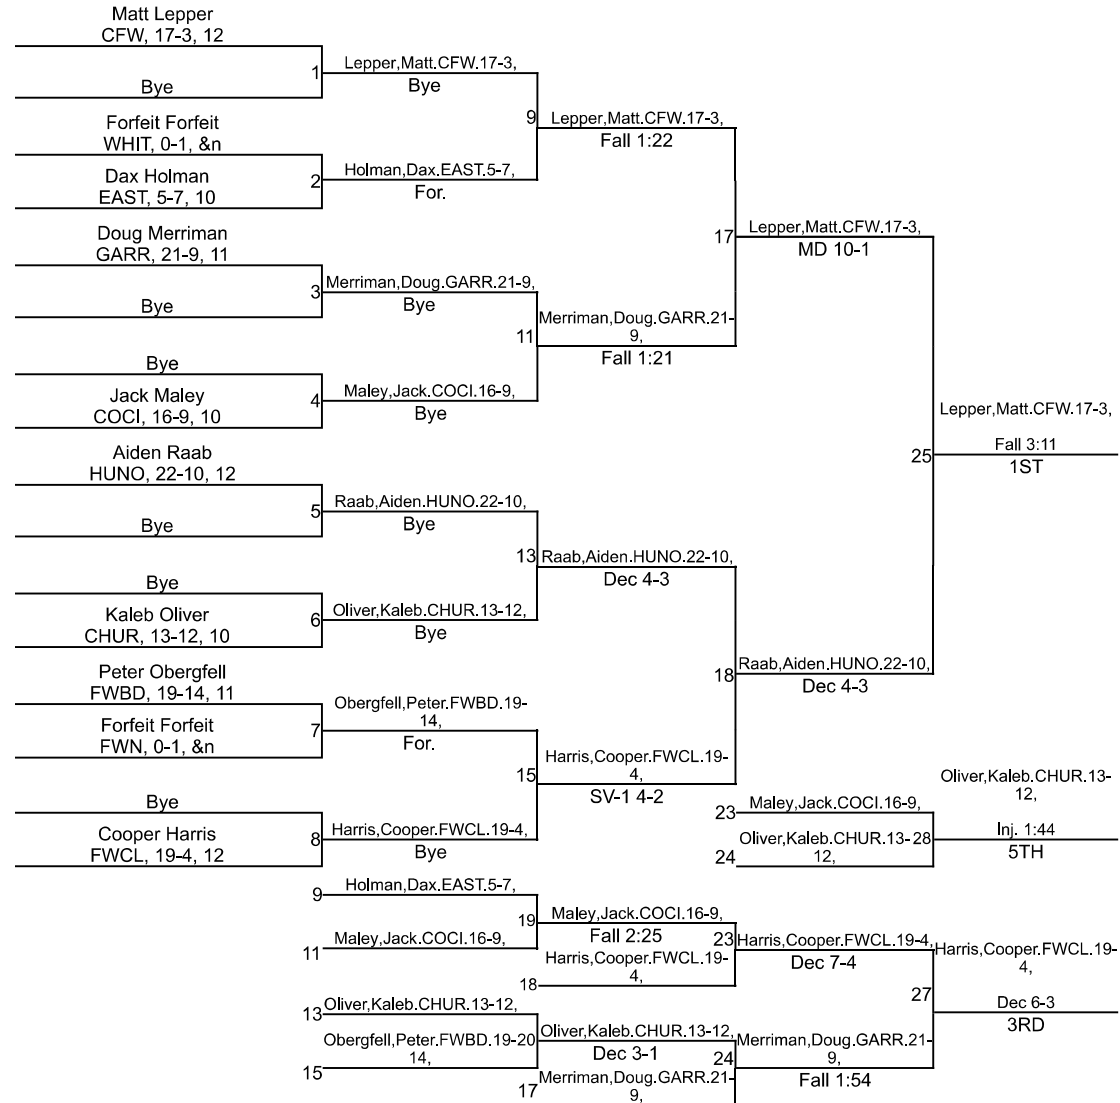 Matt Lepper
CFW, 17-3, 12
1
Lepper,Matt.CFW.17-3,
Bye
Bye
9
Lepper,Matt.CFW.17-3,
Fall 1:22
Forfeit Forfeit
WHIT, 0-1, &n
2
Holman,Dax.EAST.5-7,
For.
Dax Holman
EAST, 5-7, 10
17
Lepper,Matt.CFW.17-3,
MD 10-1
Doug Merriman
GARR, 21-9, 11
3
Merriman,Doug.GARR.21-9,
Bye
Bye
11
Merriman,Doug.GARR.21-
9,
Fall 1:21
Bye
4
Maley,Jack.COCI.16-9,
Bye
Jack Maley
COCI, 16-9, 10
Lepper,Matt.CFW.17-3,
25
Fall 3:11
1ST
Aiden Raab
HUNO, 22-10, 12
5
Raab,Aiden.HUNO.22-10,
Bye
Bye
13
Raab,Aiden.HUNO.22-10,
Dec 4-3
Bye
6
Oliver,Kaleb.CHUR.13-12,
Bye
Kaleb Oliver
CHUR, 13-12, 10
18
Raab,Aiden.HUNO.22-10,
Dec 4-3
Peter Obergfell
FWBD, 19-14, 11
7
Obergfell,Peter.FWBD.19-
14,
For.
Forfeit Forfeit
FWN, 0-1, &n
15
Harris,Cooper.FWCL.19-
4,
SV-1 4-2
Bye
8
Harris,Cooper.FWCL.19-4,
Bye
Cooper Harris
FWCL, 19-4, 12
23
Maley,Jack.COCI.16-9,
24
Oliver,Kaleb.CHUR.13-
12,
28
Oliver,Kaleb.CHUR.13-
12,
Inj. 1:44
5TH
9
Holman,Dax.EAST.5-7,
11
Maley,Jack.COCI.16-9,
19
Maley,Jack.COCI.16-9,
Fall 2:25
18
Harris,Cooper.FWCL.19-
4,
23
Harris,Cooper.FWCL.19-4,
Dec 7-4
13
Oliver,Kaleb.CHUR.13-12,
15
Obergfell,Peter.FWBD.19-
14,
20
Oliver,Kaleb.CHUR.13-12,
Dec 3-1
17
Merriman,Doug.GARR.21-
9,
24
Merriman,Doug.GARR.21-
9,
Fall 1:54
27
Harris,Cooper.FWCL.19-
4,
Dec 6-3
3RD